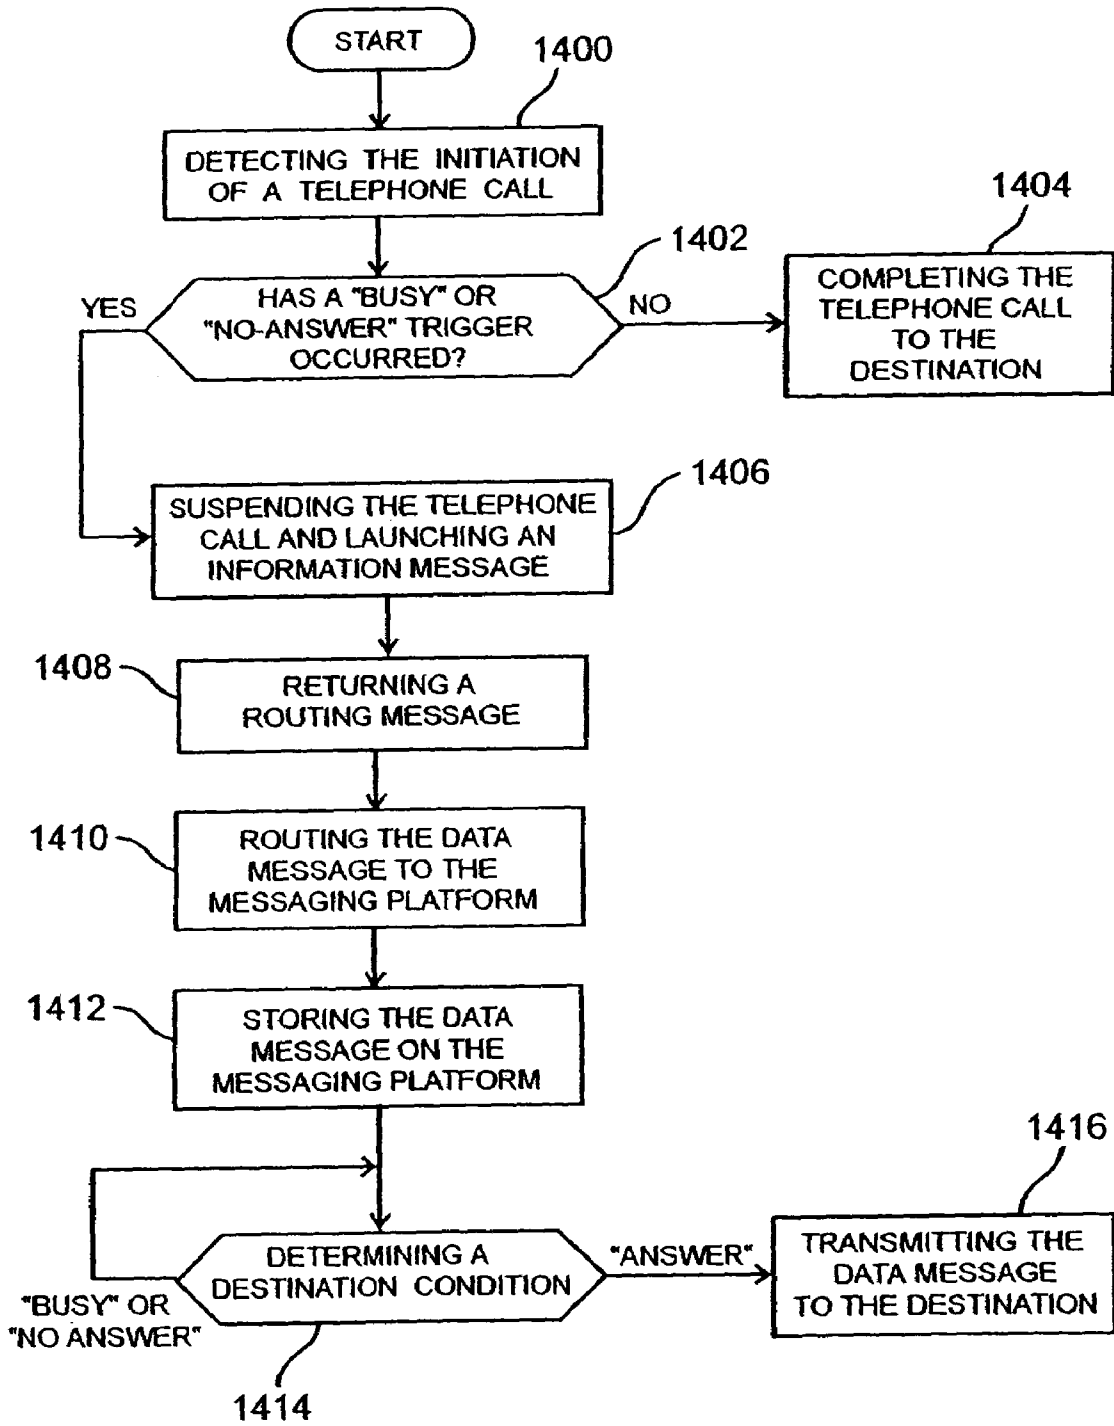 START
1400
DETECTING THE INITIATION
OF A TELEPHONE CALL
1404
1402
COMPLETING THE
TELEPHONE CALL
TO THE
DESTINATION
YES
HAS A "BUSY" OR
"NO-ANSWER" TRIGGER
OCCURRED?
NO
1406
SUSPENDING THE TELEPHONE
CALL AND LAUNCHING AN
INFORMATION MESSAGE
1408
RETURNING A
ROUTING MESSAGE
1410
ROUTING THE DATA
MESSAGE TO THE
MESSAGING PLATFORM
1412
STORING THE DATA
MESSAGE ON THE
MESSAGING PLATFORM
1416
DETERMINING A
DESTINATION CONDITION
"ANSWER"
TRANSMITTING THE
DATA MESSAGE
TO THE DESTINATION
"BUSY" OR
"NO ANSWER"
1414